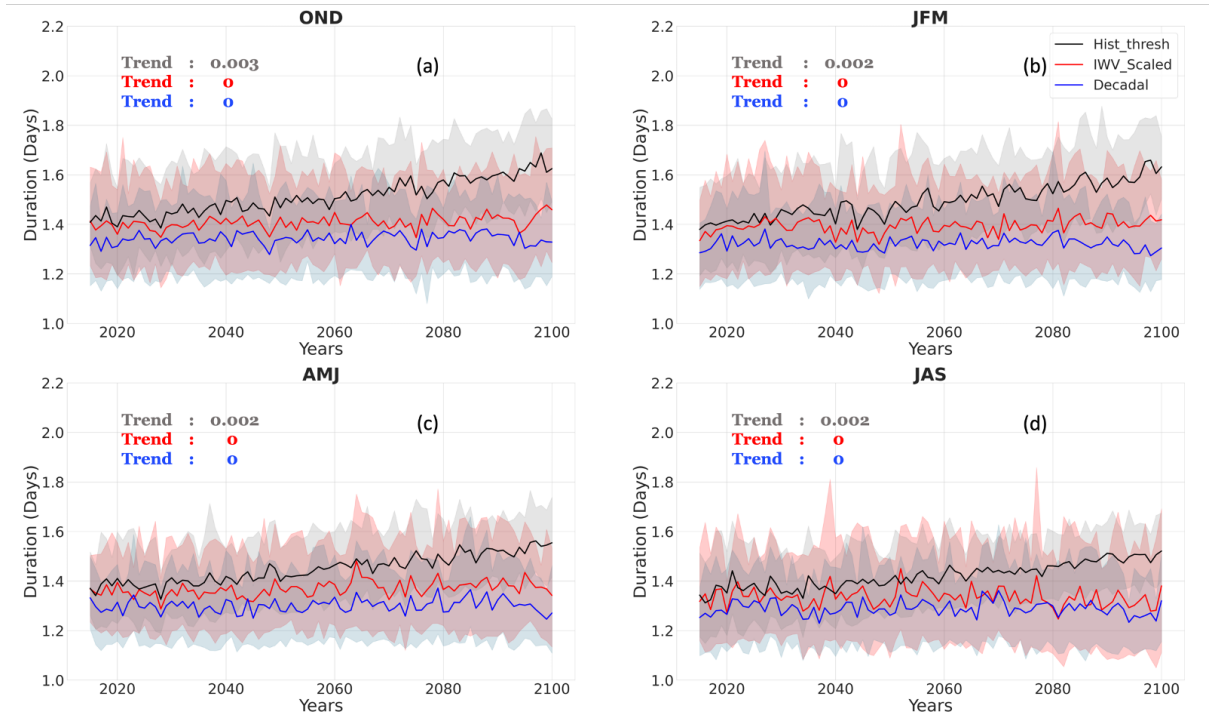 OND
2.2
2.0
1.8
1.6
1.4
1.2
1.0
Duration (Days)
Trend : 0.003
Trend : 0
Trend : 0
(a)
2020 2040 2060 2080 2100
Years
JFM
2.2
2.0
1.8
1.6
1.4
1.2
1.0
Duration (Days)
Trend : 0.002
Trend : 0
Trend : 0
(b)
Hist_thresh
IWV_Scaled
Decadal
2020 2040 2060 2080 2100
Years
AMJ
2.2
2.0
1.8
1.6
1.4
1.2
1.0
Duration (Days)
Trend : 0.002
Trend : 0
Trend : 0
(c)
2020 2040 2060 2080 2100
Years
JAS
2.2
2.0
1.8
1.6
1.4
1.2
1.0
Duration (Days)
Trend : 0.002
Trend : 0
Trend : 0
(d)
2020 2040 2060 2080 2100
Years